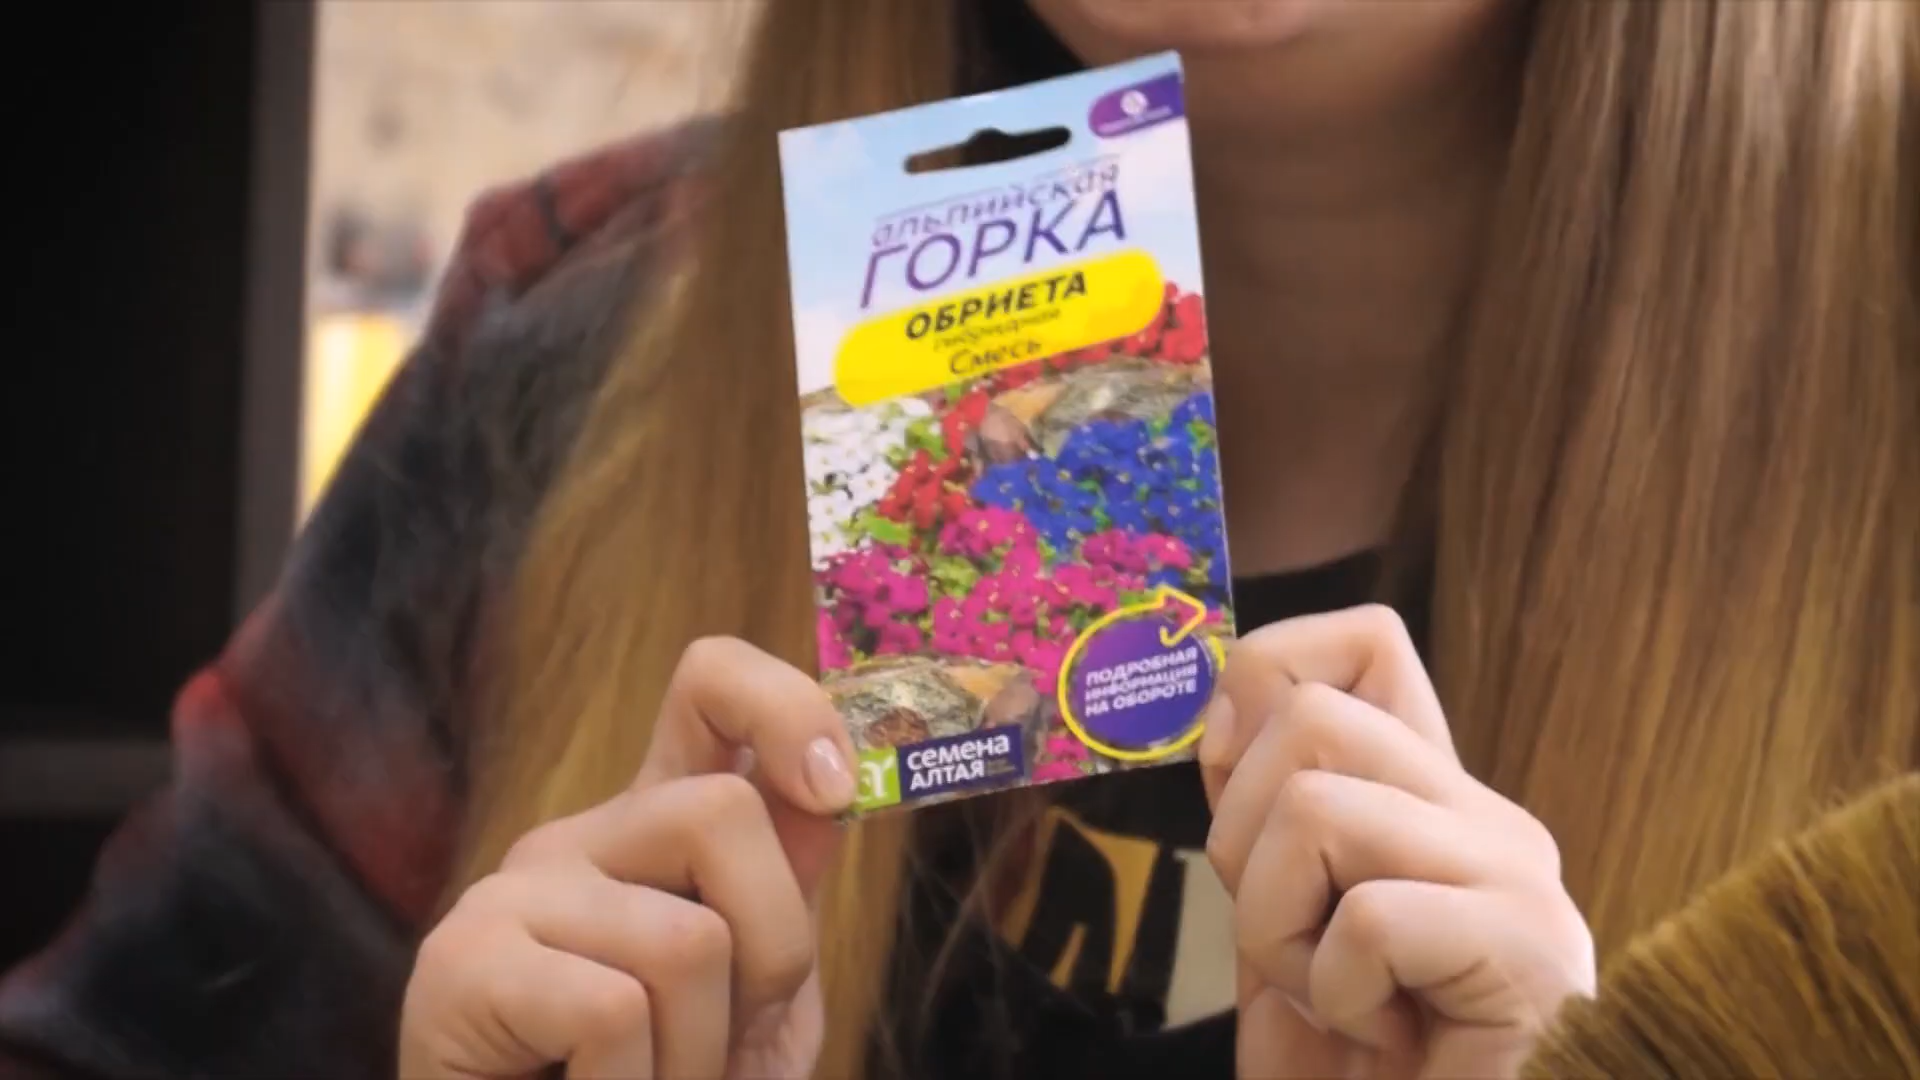 альпийская
ГОРКА
ОБРИЕТА
гибридная
Смесь
ПОДРОБНАЯ
ИНФОРМАЦИЯ
НА ОБОРОТЕ
семена
АЛТАЯ